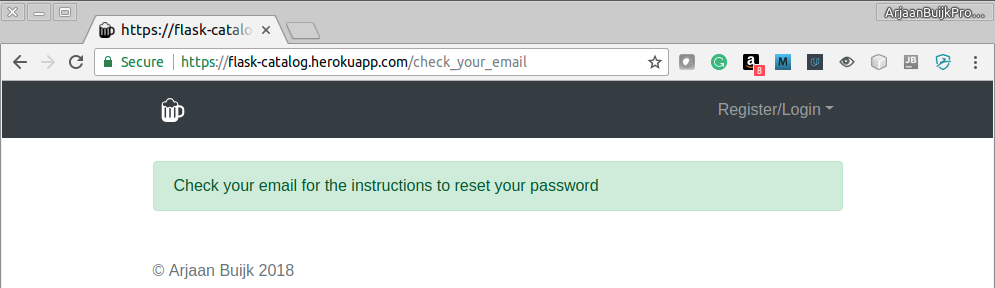 ArjaanBuijkPro...
https://flask-catalo
Secure https://flask-catalog.herokuapp.com/check_your_email
a 8 M U JB
Register/Login
Check your email for the instructions to reset your password
© Arjaan Buijk 2018